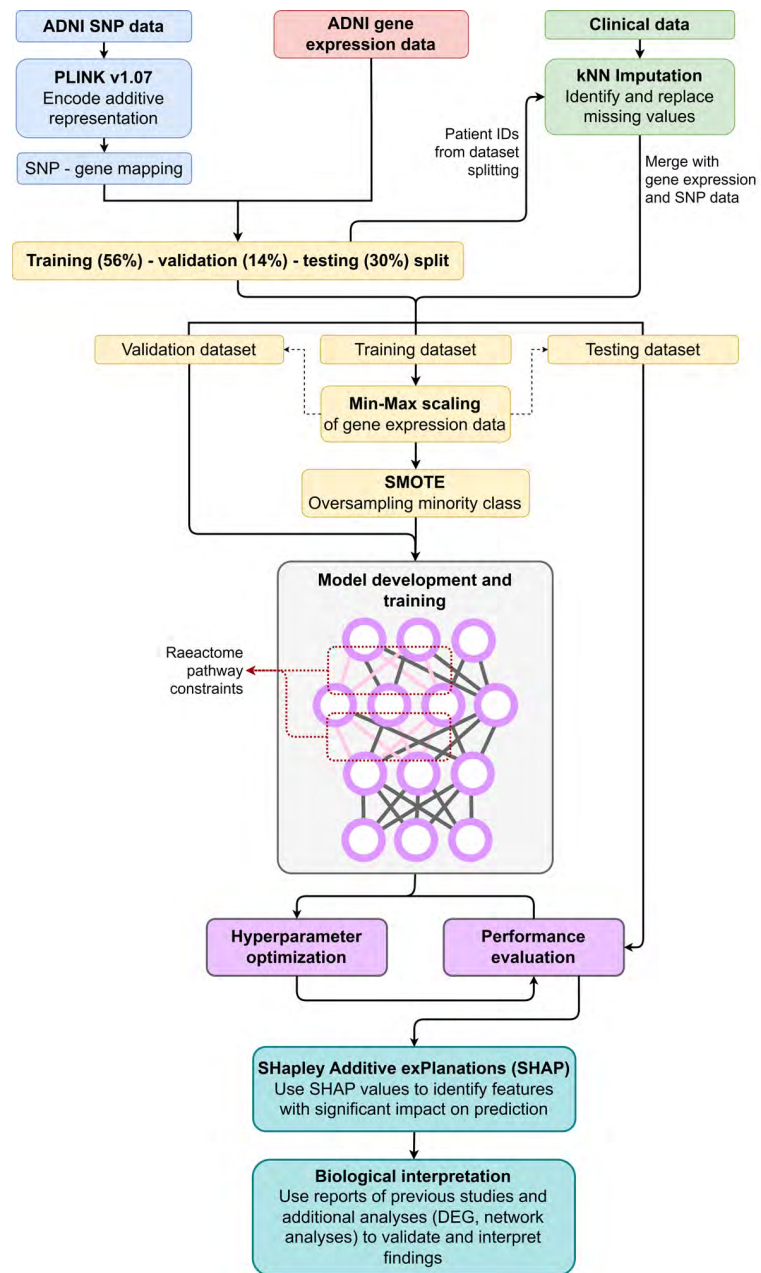 ADNI SNP data
ADNI gene
expression data
Clinical data
PLINK v1.07
Encode additive
representation
kNN Imputation
Identify and replace
missing values
Patient IDs
from dataset
splitting
SNP - gene mapping
Merge with
gene expression
and SNP data
Training (56%) - validation (14%) - testing (30%) split
Validation dataset
Training dataset
Testing dataset
Min-Max scaling
of gene expression data
SMOTE
Oversampling minority class
Model development and
training
Raeactome
pathway
constraints
Hyperparameter
optimization
Performance
evaluation
SHapley Additive exPlanations (SHAP)
Use SHAP values to identify features
with significant impact on prediction
Biological interpretation
Use reports of previous studies and
additional analyses (DEG, network
analyses) to validate and interpret
findings